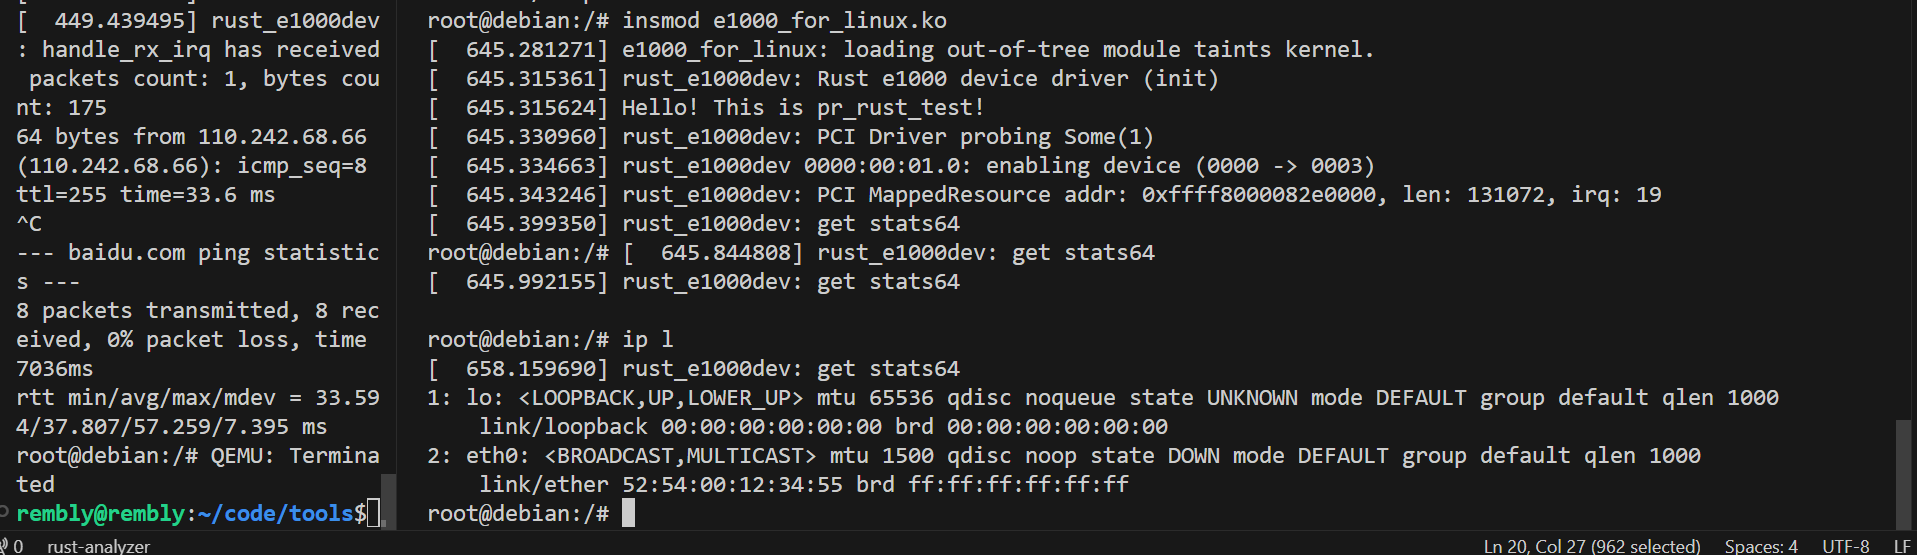 [  449.439495] rust_e1000dev
: handle_rx_irq has received
 packets count: 1, bytes cou
nt: 175
64 bytes from 110.242.68.66
(110.242.68.66): icmp_seq=8
ttl=255 time=33.6 ms
^C
--- baidu.com ping statistic
s ---
8 packets transmitted, 8 rec
eived, 0% packet loss, time
7036ms
rtt min/avg/max/mdev = 33.59
4/37.807/57.259/7.395 ms
root@debian:/# QEMU: Termina
ted
rembly@rembly:~/code/tools$
root@debian:/# insmod e1000_for_linux.ko
[  645.281271] e1000_for_linux: loading out-of-tree module taints kernel.
[  645.315361] rust_e1000dev: Rust e1000 device driver (init)
[  645.315624] Hello! This is pr_rust_test!
[  645.330960] rust_e1000dev: PCI Driver probing Some(1)
[  645.334663] rust_e1000dev 0000:00:01.0: enabling device (0000 -> 0003)
[  645.343246] rust_e1000dev: PCI MappedResource addr: 0xffff8000082e0000, len: 131072, irq: 19
[  645.399350] rust_e1000dev: get stats64
root@debian:/# [  645.844808] rust_e1000dev: get stats64
[  645.992155] rust_e1000dev: get stats64
root@debian:/# ip l
[  658.159690] rust_e1000dev: get stats64
1: lo: <LOOPBACK,UP,LOWER_UP> mtu 65536 qdisc noqueue state UNKNOWN mode DEFAULT group default qlen 1000
    link/loopback 00:00:00:00:00:00 brd 00:00:00:00:00:00
2: eth0: <BROADCAST,MULTICAST> mtu 1500 qdisc noop state DOWN mode DEFAULT group default qlen 1000
    link/ether 52:54:00:12:34:55 brd ff:ff:ff:ff:ff:ff
root@debian:/#
0 rust-analyzer Ln 20, Col 27 (962 selected) Spaces: 4 UTF-8 LF